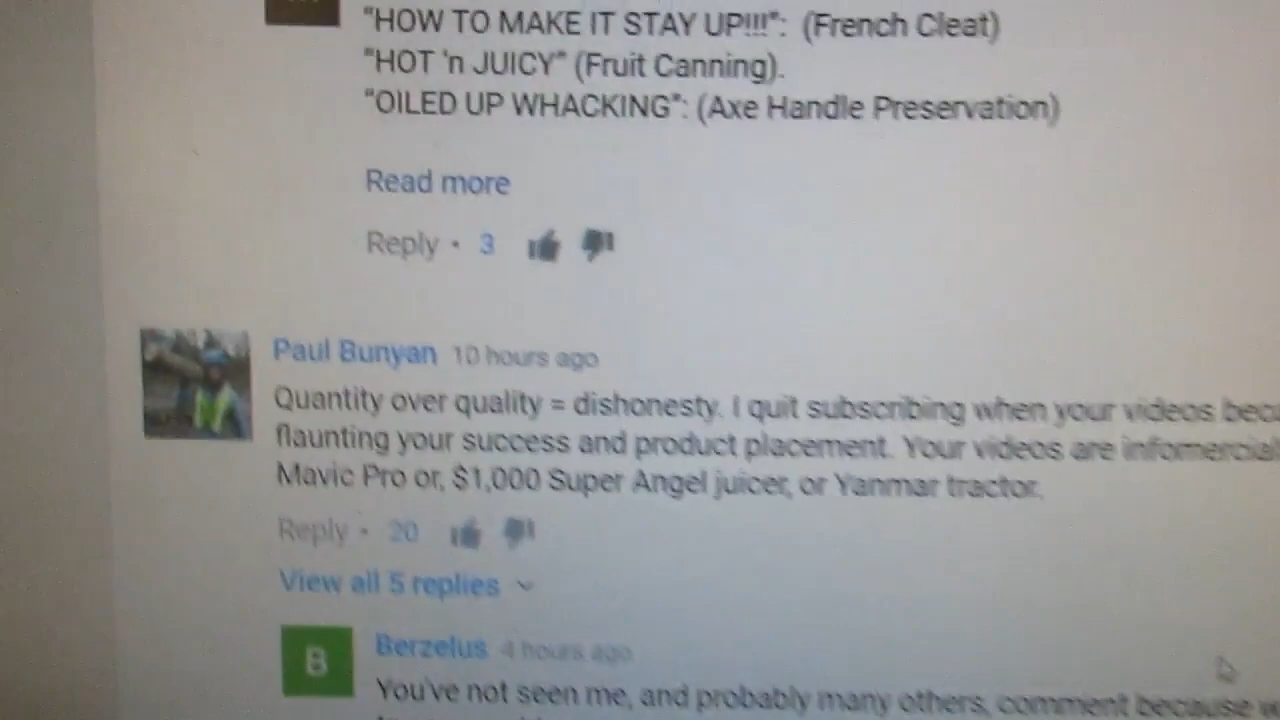 "HOW TO MAKE IT STAY UP!!!": (French Cleat)
"HOT 'n JUICY" (Fruit Canning).
"OILED UP WHACKING": (Axe Handle Preservation)
Read more
Reply • 3
Paul Bunyan 10 hours ago
Quantity over quality = dishonesty. I quit subscribing when your videos
flaunting your success and product placement. Your videos are
Mavic Pro or, $1,000 Super Angel juicer, or Yanmar tractor.
Reply • 20
View all 5 replies
B
Berzelus 4 hours ago
You've not seen me, and probably many others, comment because